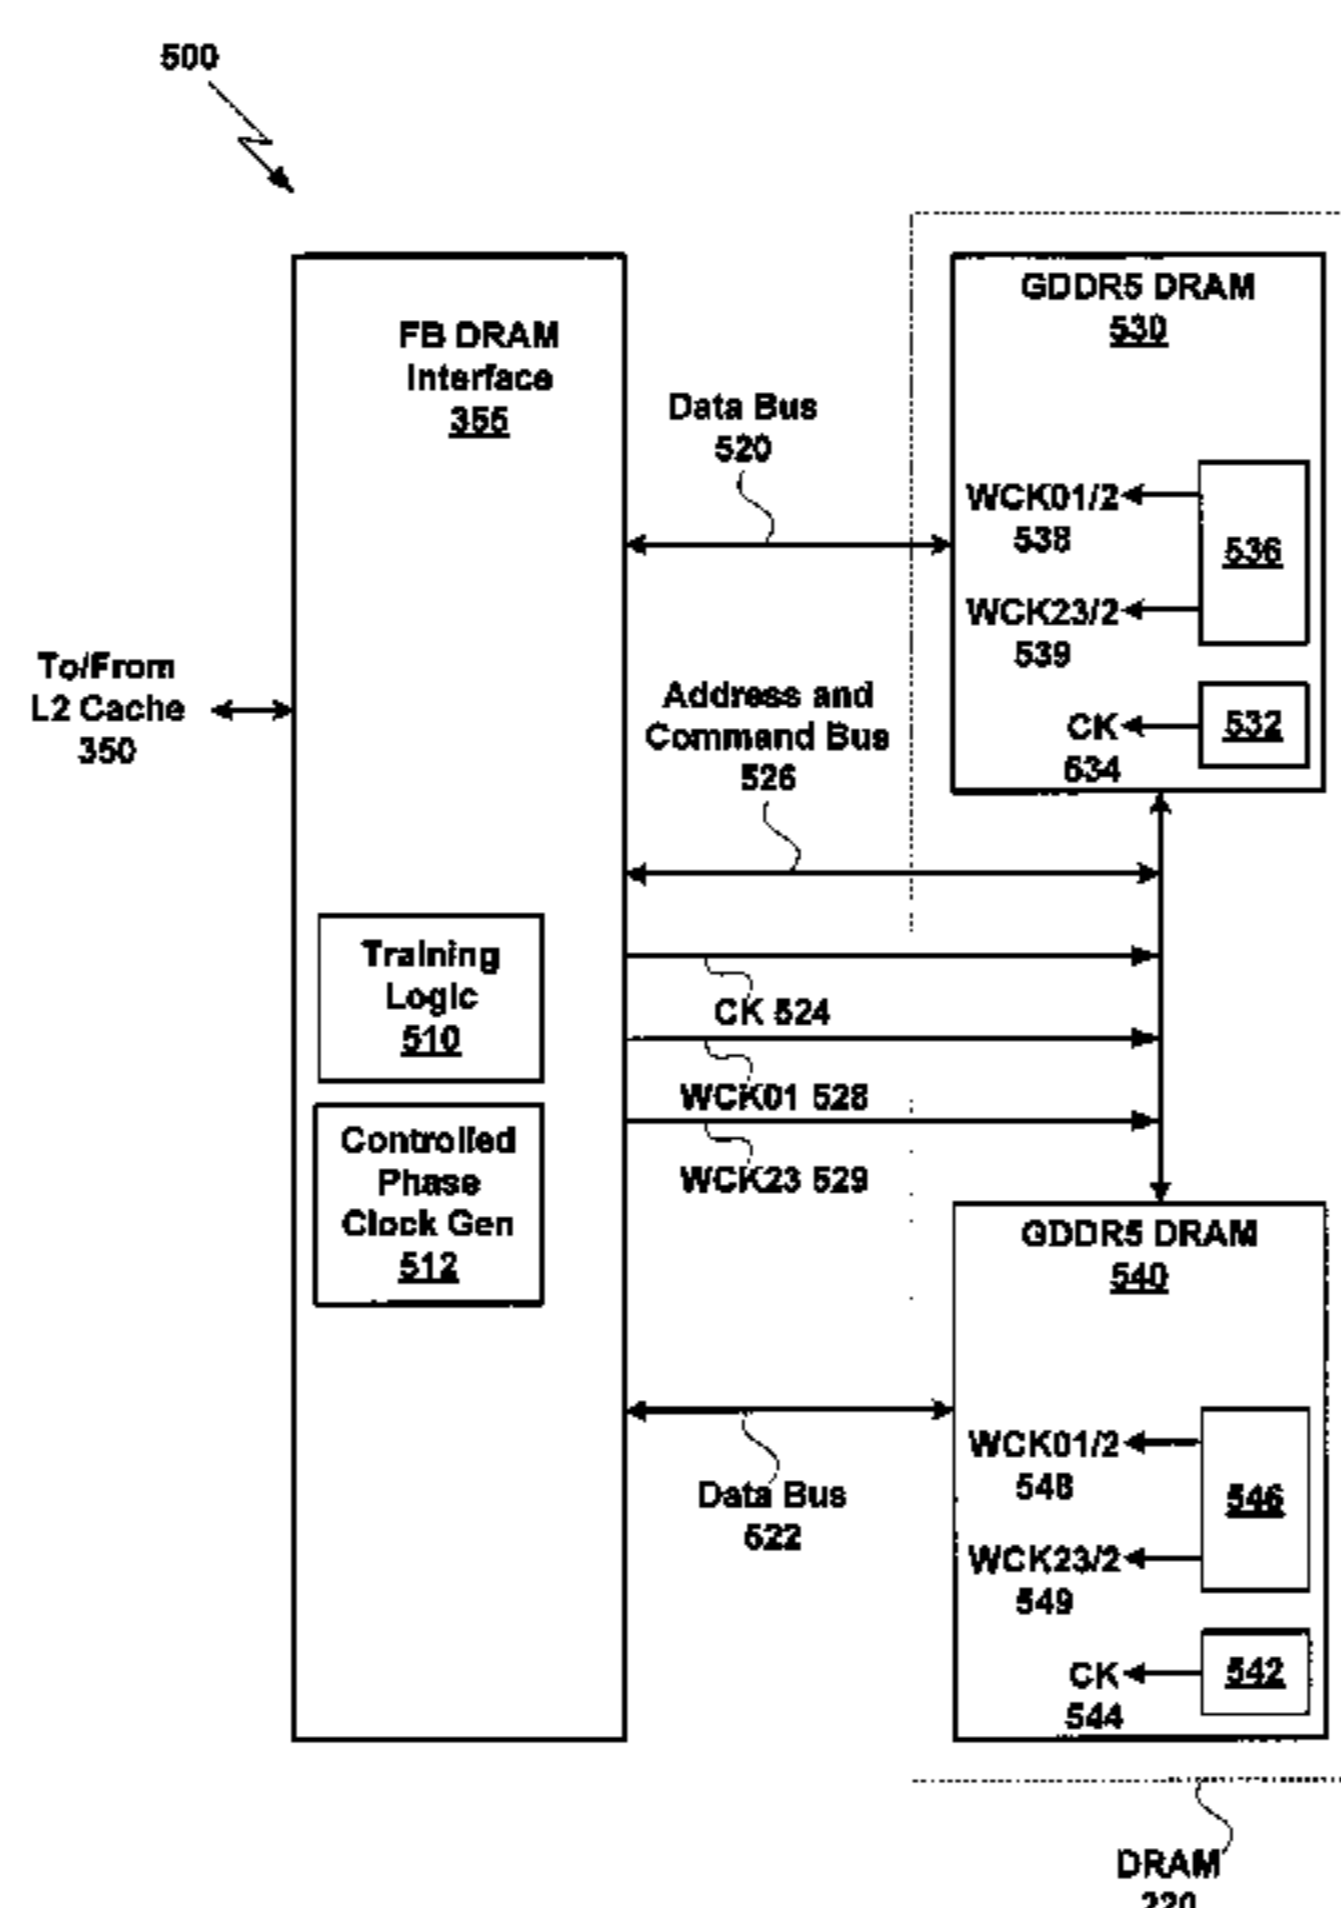 500
FB DRAM
Interface
355
To/From
L2 Cache
350
Training
Logic
510
Controlled
Phase
Clock Gen
512
Data Bus
520
Address and
Command Bus
526
CK 524
WCK01 528
WCK23 529
Data Bus
522
GDDR5 DRAM
530
WCK01/2
538
536
WCK23/2
539
CK
534
532
GDDR5 DRAM
540
WCK01/2
548
546
WCK23/2
549
CK
544
542
DRAM
220